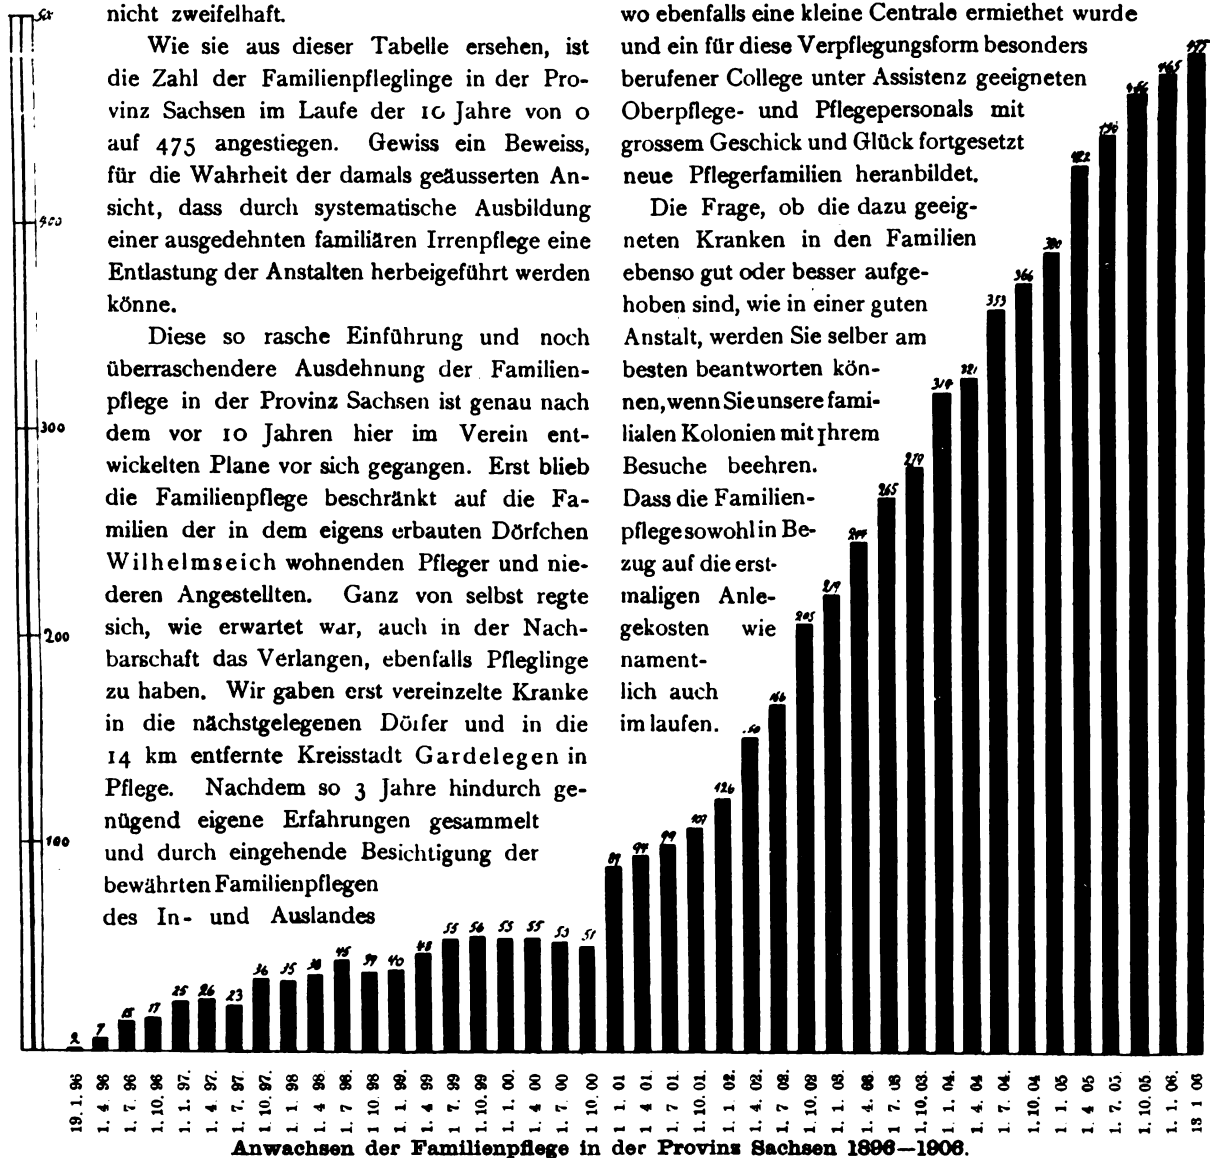 nicht zweifelhaft.
Wie sie aus dieser Tabelle ersehen, ist
die Zahl der Familienpfleglinge in der Pro-
vinz Sachsen im Laufe der 10 Jahre von 0
auf 475 angestiegen. Gewiss ein Beweiss,
für die Wahrheit der damals geäusserten An-
sicht, dass durch systematische Ausbildung
einer ausgedehnten familiären Irrenpflege eine
Entlastung der Anstalten herbeigeführt werden
könne.
Diese so rasche Einführung und noch
überraschendere Ausdehnung der Familien-
pflege in der Provinz Sachsen ist genau nach
dem vor 10 Jahren hier im Verein ent-
wickelten Plane vor sich gegangen. Erst blieb
die Familienpflege beschränkt auf die Fa-
milien der in dem eigens erbauten Dörfchen
Wilhelmseich wohnenden Pfleger und nie-
deren Angestellten. Ganz von selbst regte
sich, wie erwartet war, auch in der Nach-
barschaft das Verlangen, ebenfalls Pfleglinge
zu haben. Wir gaben erst vereinzelte Kranke
in die nächstgelegenen Dörfer und in die
14 km entfernte Kreisstadt Gardelegen in
Pflege. Nachdem so 3 Jahre hindurch ge-
nügend eigene Erfahrungen gesammelt
und durch eingehende Besichtigung der
bewährten Familienpflegen
des In- und Auslandes
wo ebenfalls eine kleine Centrale ermiethet wurde
und ein für diese Verpflegungsform besonders
berufener College unter Assistenz geeigneten
Oberpflege- und Pflegepersonals mit
grossem Geschick und Glück fortgesetzt
neue Pflegerfamilien heranbildet.
Die Frage, ob die dazu geeig-
neten Kranken in den Familien
ebenso gut oder besser aufge-
hoben sind, wie in einer guten
Anstalt, werden Sie selber am
besten beantworten kön-
nen, wenn Sie unsere fami-
lialen Kolonien mit Ihrem
Besuche beehren.
Dass die Familien-
pflege sowohl in Be-
zug auf die erst-
maligen Anle-
gekosten wie
nament-
lich auch
im laufen.
400
300
200
100
2
7
15
17
25
26
23
36
35
38
45
39
40
48
55
56
55
55
53
51
89
94
99
107
126
150
166
205
219
244
265
279
314
321
353
366
380
422
436
456
465
475
19. 1. 96
1. 4. 96
1. 7. 96
1. 10. 96
1. 1. 97.
1. 4. 97.
1. 7. 97.
1. 10. 97.
1. 1. 98
1. 4 98.
1. 7 98.
1. 10 98
1. 1. 99.
1. 4. 99
1. 7. 99
1. 10. 99
1. 1. 00.
1. 4. 00
1. 7. 00
1 10. 00
1 1. 01
1 4. 01.
1. 7. 01
1. 10. 01.
1. 1. 02.
1. 4. 02.
1. 7. 02.
1. 10. 02
1. 1. 03.
1. 4. 03
1. 7. 03
1. 10. 03.
1. 1. 04.
1. 4. 04
1. 7. 04.
1. 10. 04
1. 1. 05
1. 4 05
1. 7. 05.
1. 10. 05
1. 1. 06.
13 1 06
Anwachsen der Familienpflege in der Provinz Sachsen 1896—1906.